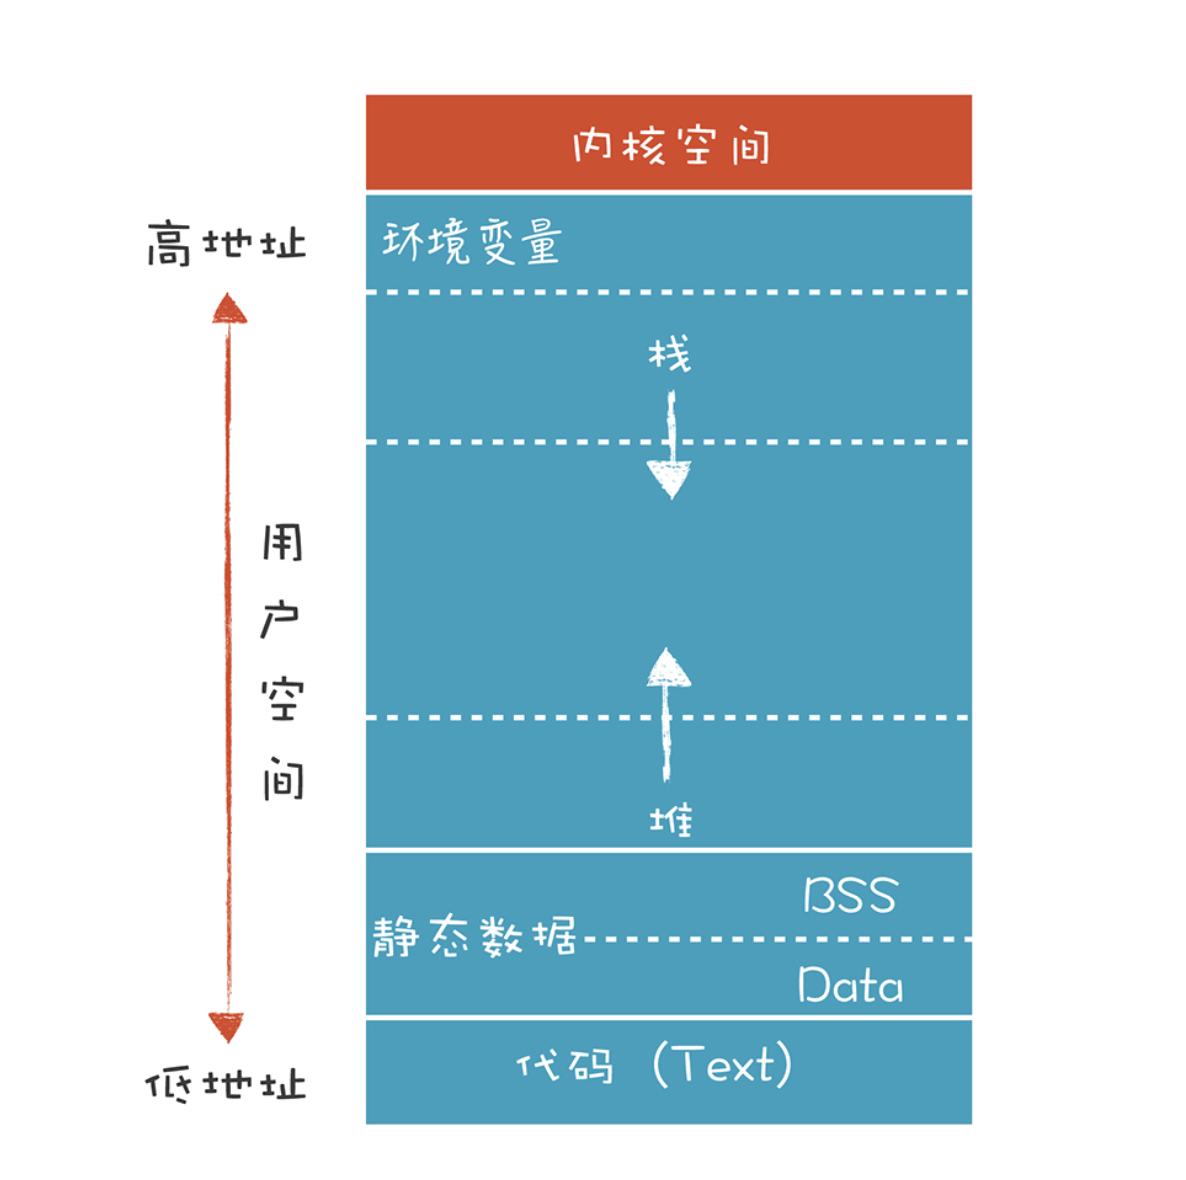 内核空间
高地址
环境变量
栈
用户空间
堆
BSS
静态数据
Data
代码（Text）
低地址